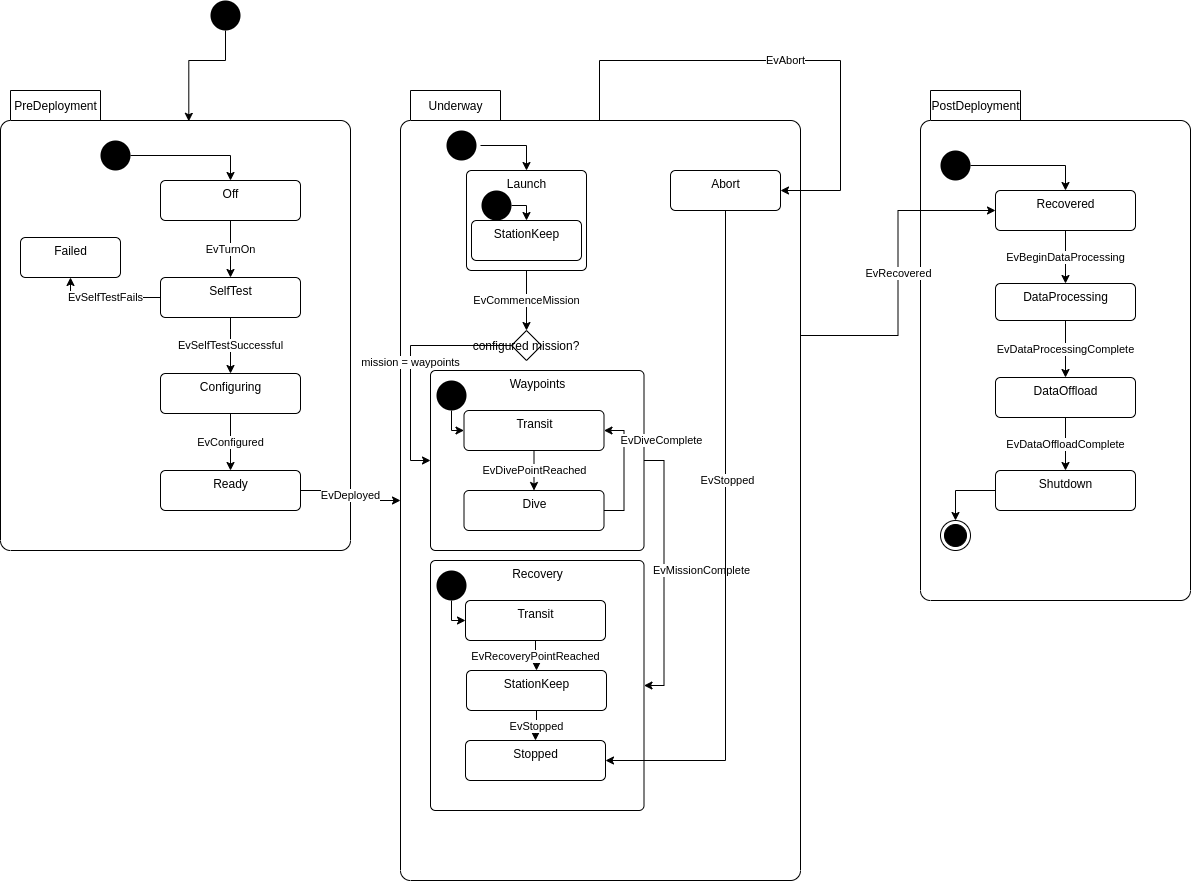 PreDeployment
Off
EvTurnOn
Failed
SelfTest
EvSelfTestFails
EvSelfTestSuccessful
Configuring
EvConfigured
Ready
EvDeployed
Underway
EvAbort
Launch
StationKeep
Abort
EvCommenceMission
configured mission?
mission = waypoints
Waypoints
Transit
EvDiveComplete
EvDivePointReached
Dive
EvStopped
EvMissionComplete
Recovery
Transit
EvRecoveryPointReached
StationKeep
EvStopped
Stopped
EvRecovered
PostDeployment
Recovered
EvBeginDataProcessing
DataProcessing
EvDataProcessingComplete
DataOffload
EvDataOffloadComplete
Shutdown